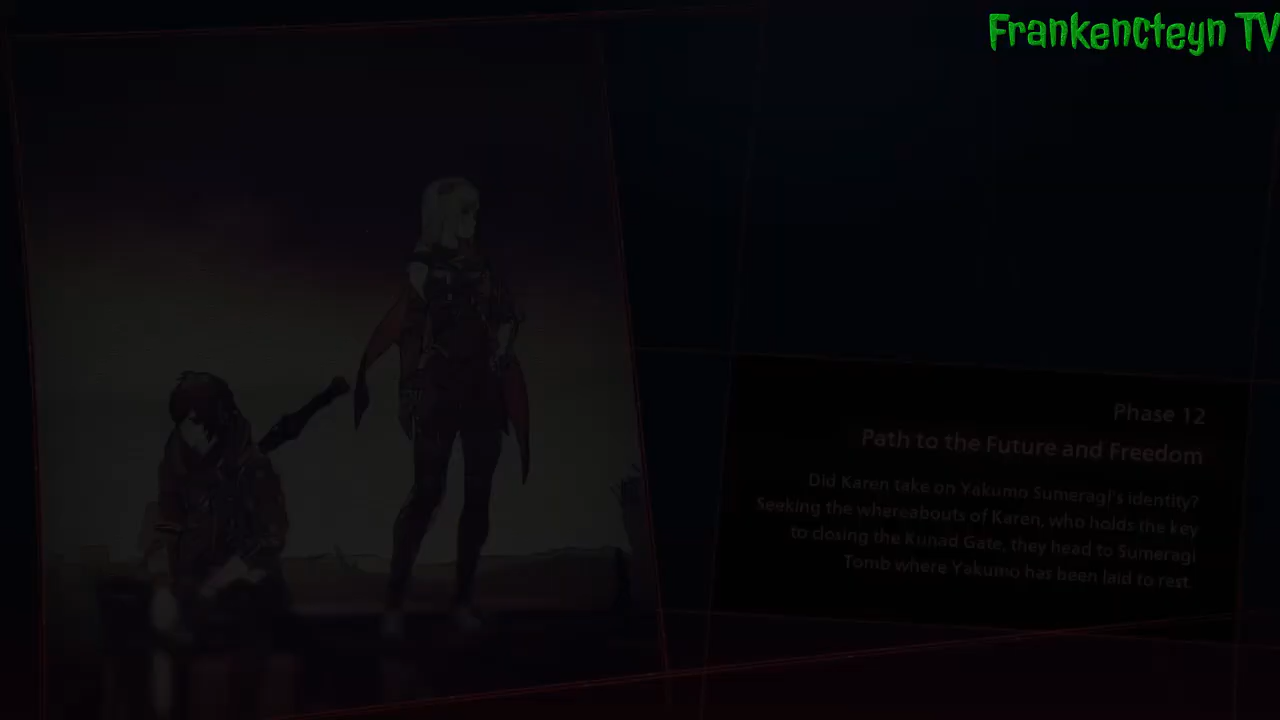 Frankencteyn TV
Phase 12
Path to the Future and Freedom
Did Karen take on Yakumo Sumeragi's identity?
Seeking the whereabouts of Karen, who holds the key
to closing the Kunad Gate, they head to Sumeragi
Tomb where Yakumo has been laid to rest.